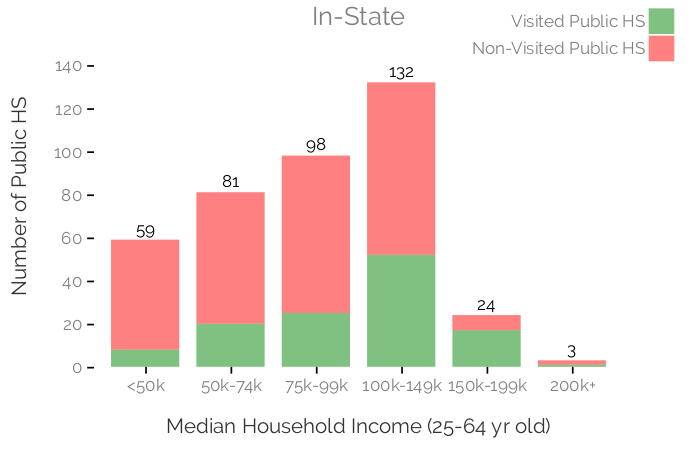 In-State
Visited Public HS
Non-Visited Public HS
Number of Public HS
140
120
100
80
60
40
20
0
59
81
98
132
24
3
<50k
50k-74k
75k-99k
100k-149k
150k-199k
200k+
Median Household Income (25-64 yr old)